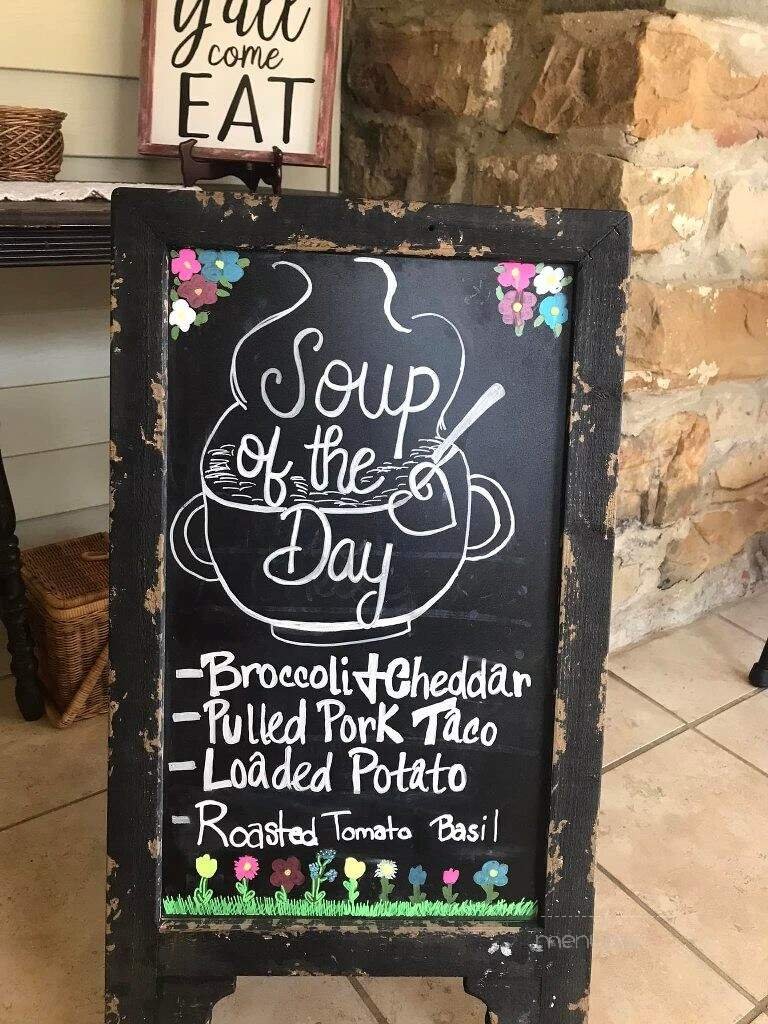 y'all
come
EAT
Soup
of the
Day
- Broccoli + Cheddar
- Pulled Pork Taco
- Loaded Potato
- Roasted Tomato Basil